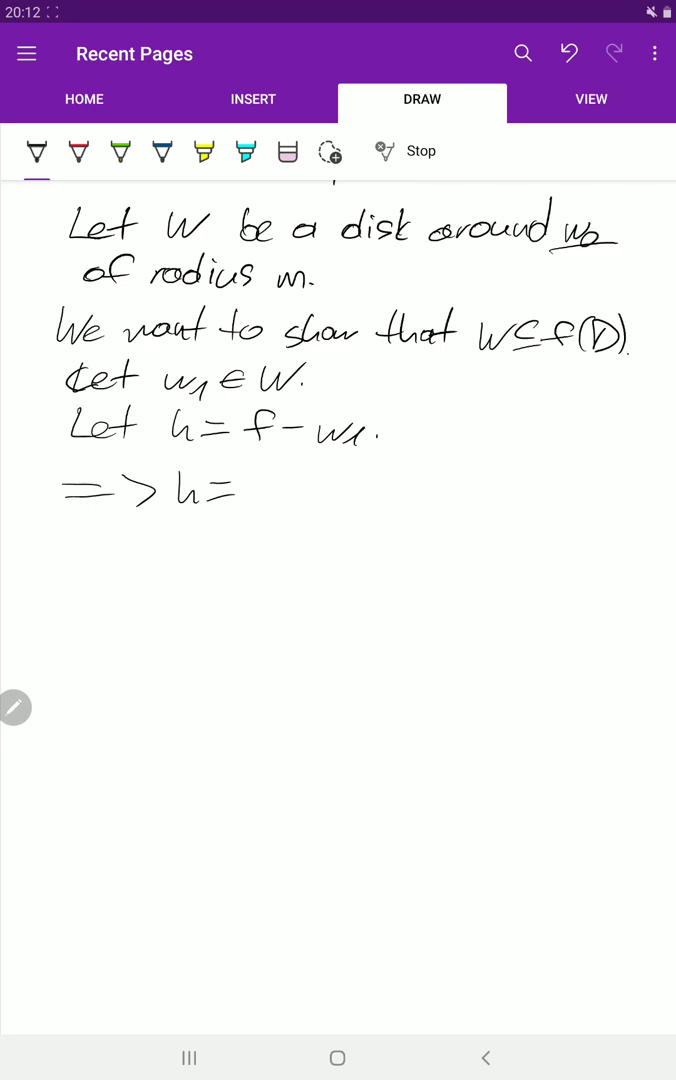 20:12
Recent Pages
HOME INSERT DRAW VIEW
Stop
Let W be a disk around w₀
of radius m.
We want to show that W⊆f(D).
Let w₁ ∈ W.
Let h = f - w₁.
=> h =